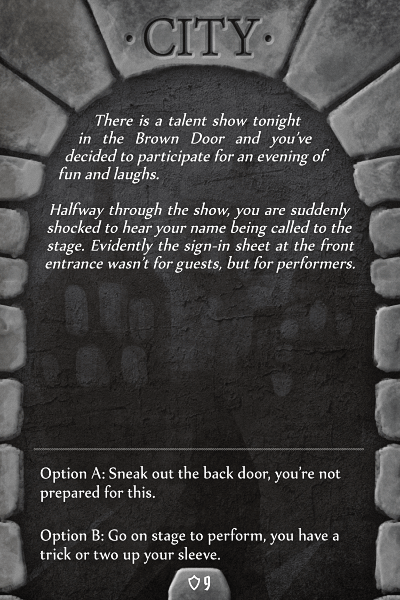 · CITY ·
There is a talent show tonight
in the Brown Door and you've
decided to participate for an evening of
fun and laughs.
Halfway through the show, you are suddenly
shocked to hear your name being called to the
stage. Evidently the sign-in sheet at the front
entrance wasn't for guests, but for performers.
Option A: Sneak out the back door, you're not
prepared for this.
Option B: Go on stage to perform, you have a
trick or two up your sleeve.
9